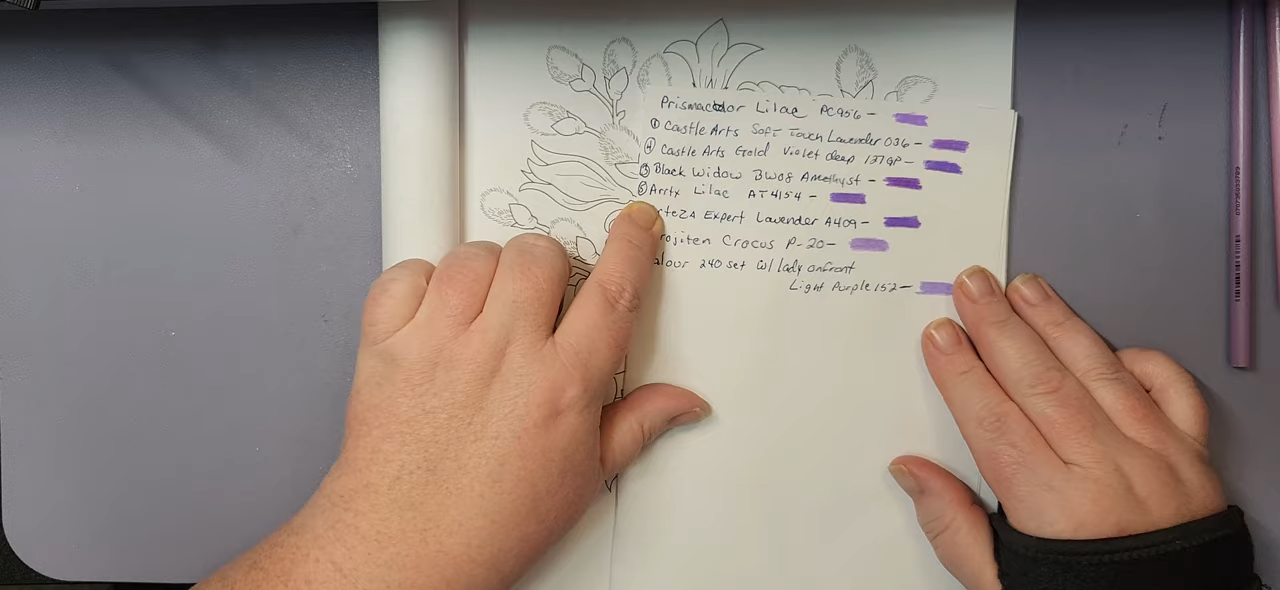 Prismacolor Lilac PC956 -
① Castle Arts Soft Touch Lavender 036 -
④ Castle Arts Gold Violet deep 127GP -
③ Black Widow BW08 Amethyst -
⑤ Arrtx Lilac AT4154 -
rteza Expert Lavender A409 -
rojiten Crocus P-20 -
alour 240 set w/ lady on front
Light Purple 152 -